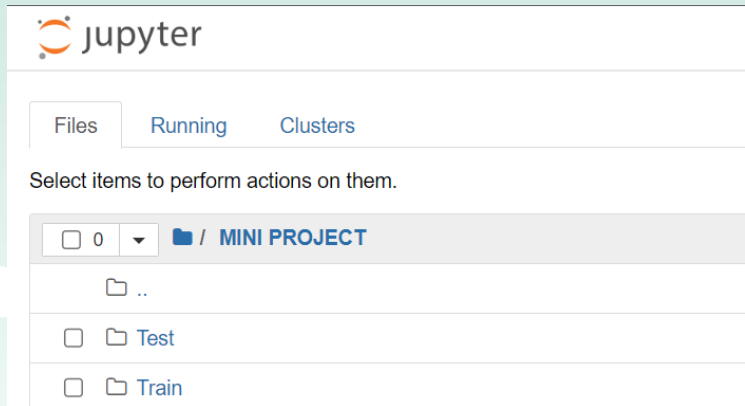 jupyter
Files Running Clusters
Select items to perform actions on them.
0 / MINI PROJECT
..
Test
Train